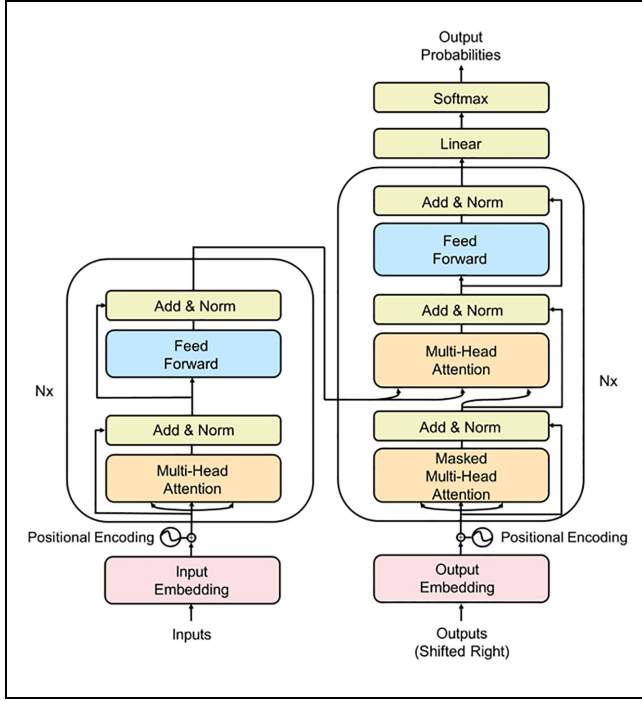 Output
Probabilities
Softmax
Linear
Add & Norm
Feed
Forward
Add & Norm
Multi-Head
Attention
Add & Norm
Masked
Multi-Head
Attention
Nx
Positional Encoding
Output
Embedding
Outputs
(Shifted Right)
Add & Norm
Feed
Forward
Nx
Add & Norm
Multi-Head
Attention
Positional Encoding
Input
Embedding
Inputs